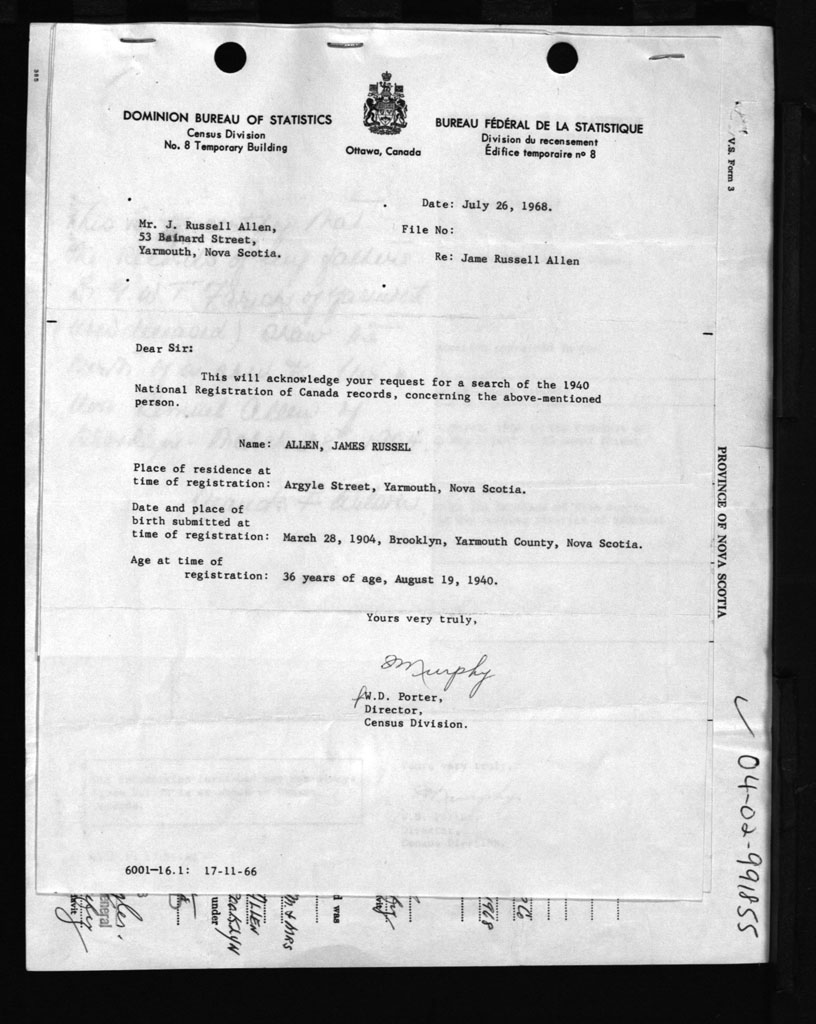 DOMINION BUREAU OF STATISTICS
Census Division
No. 8 Temporary Building
Ottawa, Canada
BUREAU FÉDÉRAL DE LA STATISTIQUE
Division du recensement
Édifice temporaire nº 8
V.S. Form 3
Date: July 26, 1968.
Mr. J. Russell Allen,
53 Bainard Street,
Yarmouth, Nova Scotia.
File No:
Re: Jame Russell Allen
Dear Sir:
This will acknowledge your request for a search of the 1940
National Registration of Canada records, concerning the above-mentioned
person.
Name: ALLEN, JAMES RUSSEL
Place of residence at
time of registration: Argyle Street, Yarmouth, Nova Scotia.
Date and place of
birth submitted at
time of registration: March 28, 1904, Brooklyn, Yarmouth County, Nova Scotia.
Age at time of
registration: 36 years of age, August 19, 1940.
Yours very truly,
Murphy
W.D. Porter,
Director,
Census Division.
PROVINCE OF NOVA SCOTIA
04-02-991855
6001-16.1: 17-11-66
under
ALLEN
M. & MRS
d was
1968